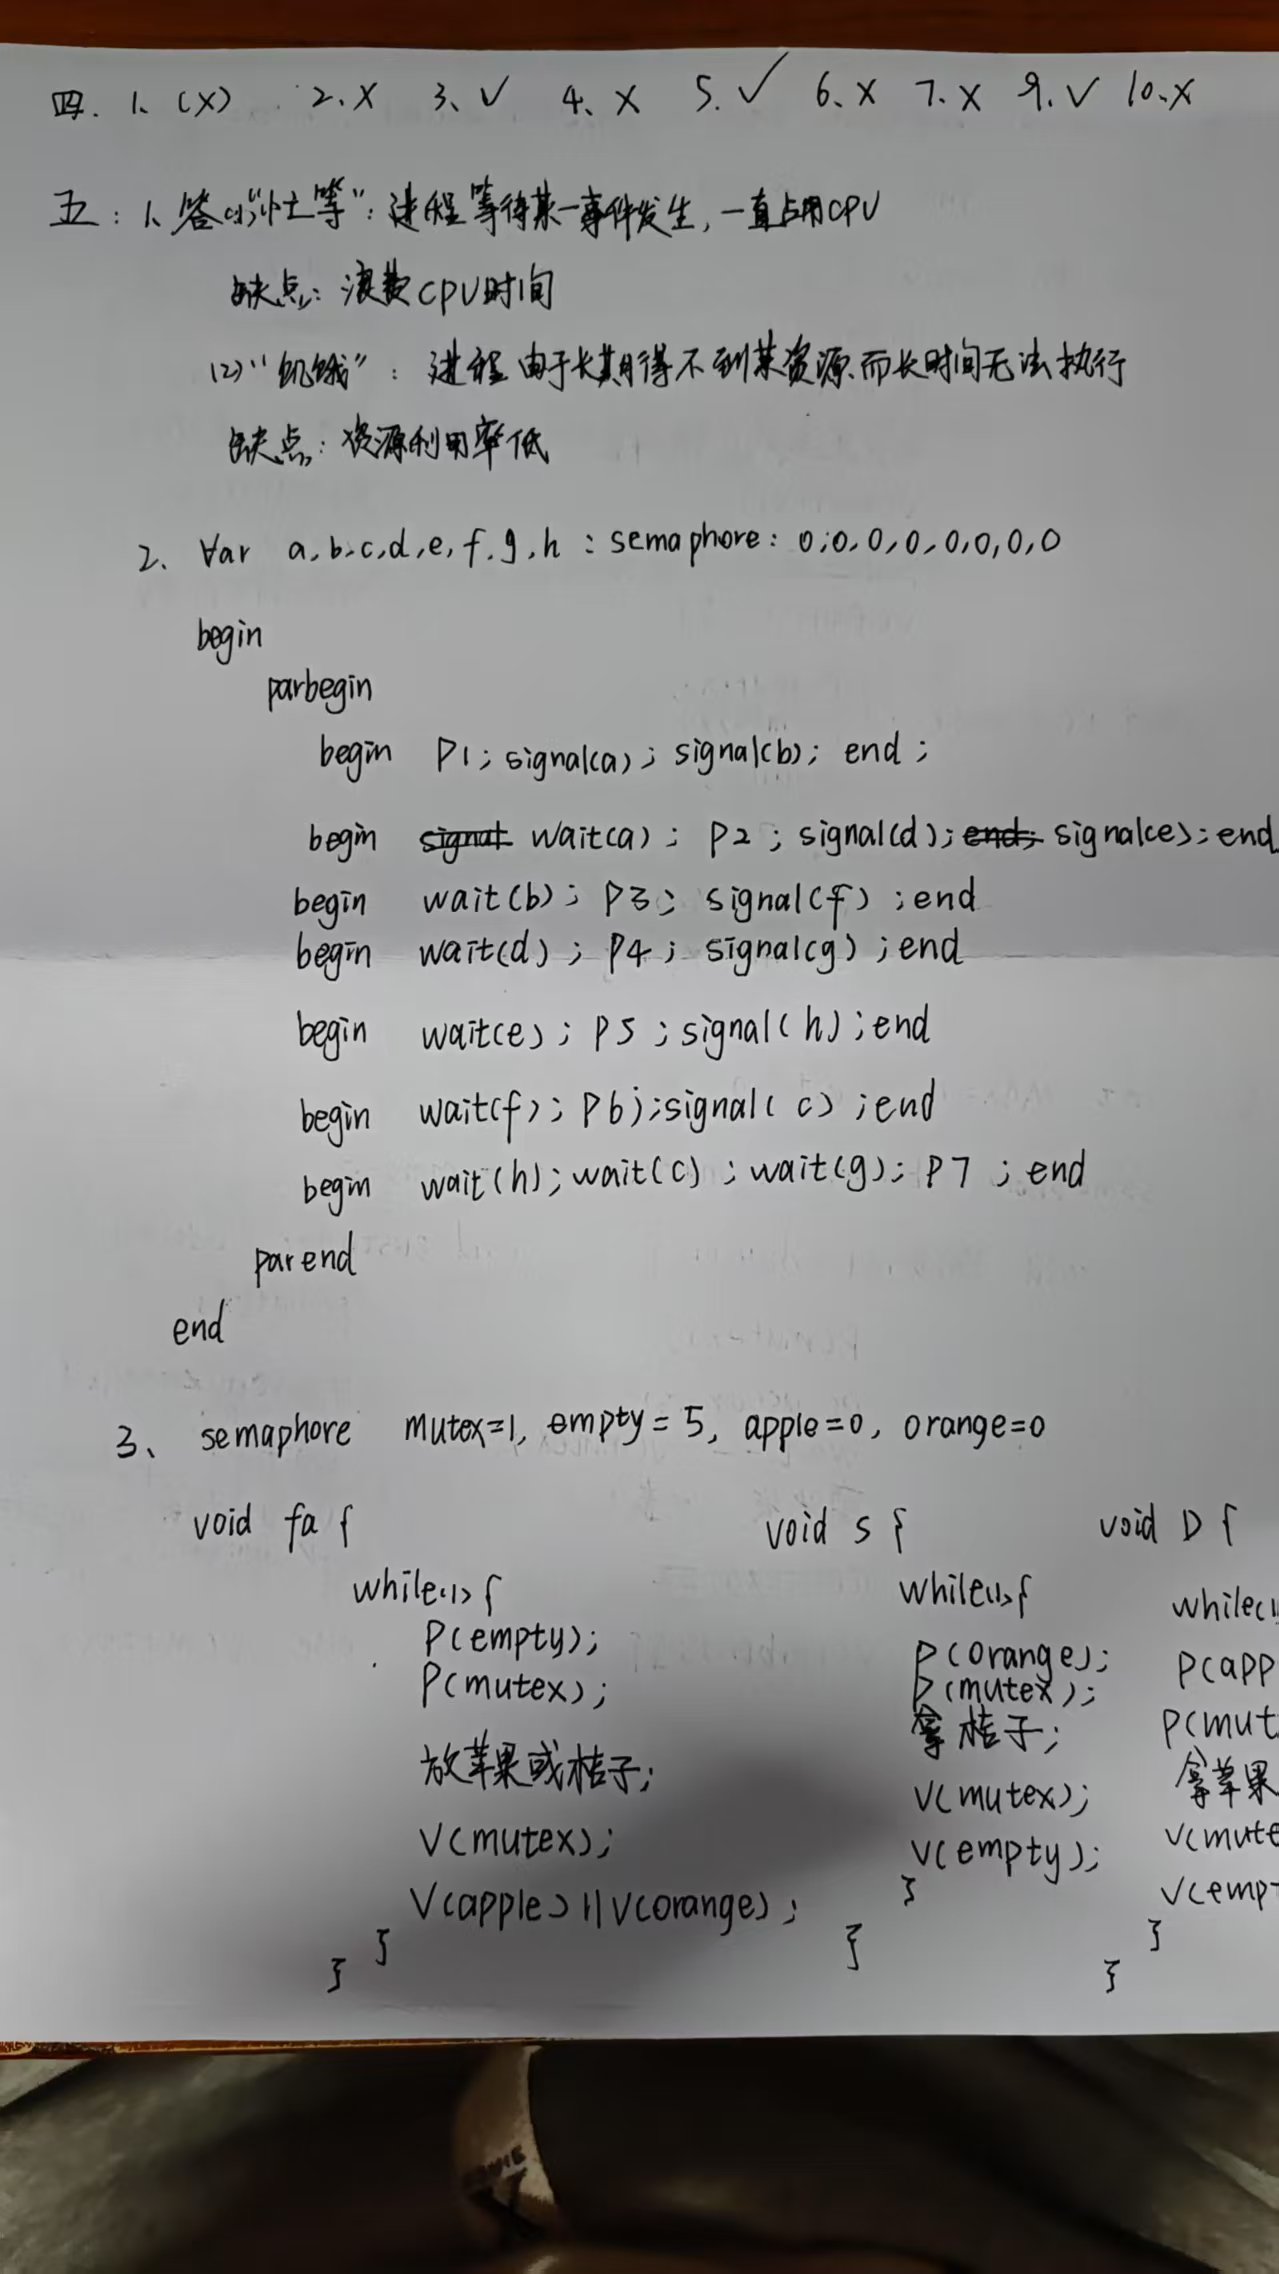 四. 1. (×) 2. × 3. √ 4. × 5. √ 6. × 7. × 9. √ 10. ×
五: 1. 答(1)“忙等”: 进程等待某一事件发生, 一直占用CPU
缺点: 浪费CPU时间
(2)“饥饿”: 进程由于长期得不到某资源而长时间无法执行
缺点: 资源利用率低
2. Var a,b,c,d,e,f,g,h : semaphore: 0,0,0,0,0,0,0,0
begin
parbegin
begin P1; signal(a); signal(b); end;
begin signal wait(a); P2; signal(d); end; signal(e); end
begin wait(b); P3; signal(f); end
begin wait(d); P4; signal(g); end
begin wait(e); P5; signal(h); end
begin wait(f); P6); signal(c); end
begin wait(h); wait(c); wait(g); P7; end
parend
end
3. semaphore mutex=1, empty=5, apple=0, orange=0
void fa {
while(1){
P(empty);
P(mutex);
放苹果或桔子;
V(mutex);
V(apple)||V(orange);
}
}
void S {
while(1){
P(orange);
P(mutex);
拿桔子;
V(mutex);
V(empty);
}
}
void D {
while(1
P(app
P(mut
拿苹果
V(mute
V(emp
}
}